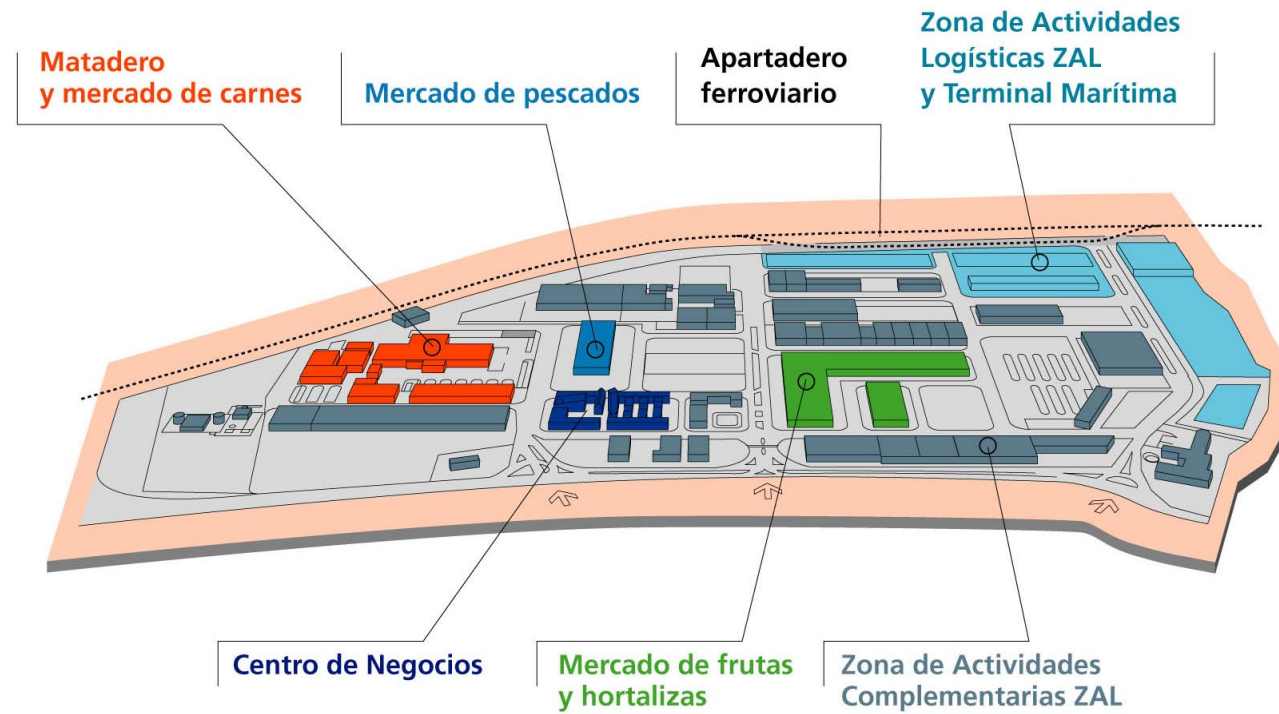 Matadero
y mercado de carnes
Mercado de pescados
Apartadero
ferroviario
Zona de Actividades
Logísticas ZAL
y Terminal Marítima
Centro de Negocios
Mercado de frutas
y hortalizas
Zona de Actividades
Complementarias ZAL